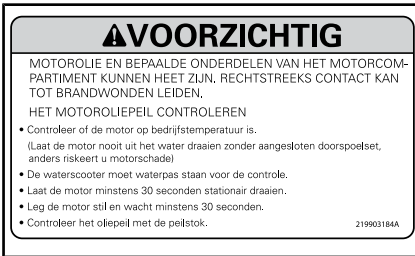 ⚠VOORZICHTIG
MOTOROLIE EN BEPAALDE ONDERDELEN VAN HET MOTORCOM-
PARTIMENT KUNNEN HEET ZIJN. RECHTSTREEKS CONTACT KAN
TOT BRANDWONDEN LEIDEN.
HET MOTOROLIEPEIL CONTROLEREN
• Controleer of de motor op bedrijfstemperatuur is.
(Laat de motor nooit uit het water draaien zonder aangesloten doorspoelset,
anders riskeert u motorschade)
• De waterscooter moet waterpas staan voor de controle.
• Laat de motor minstens 30 seconden stationair draaien.
• Leg de motor stil en wacht minstens 30 seconden.
• Controleer het oliepeil met de peilstok. 219903184A